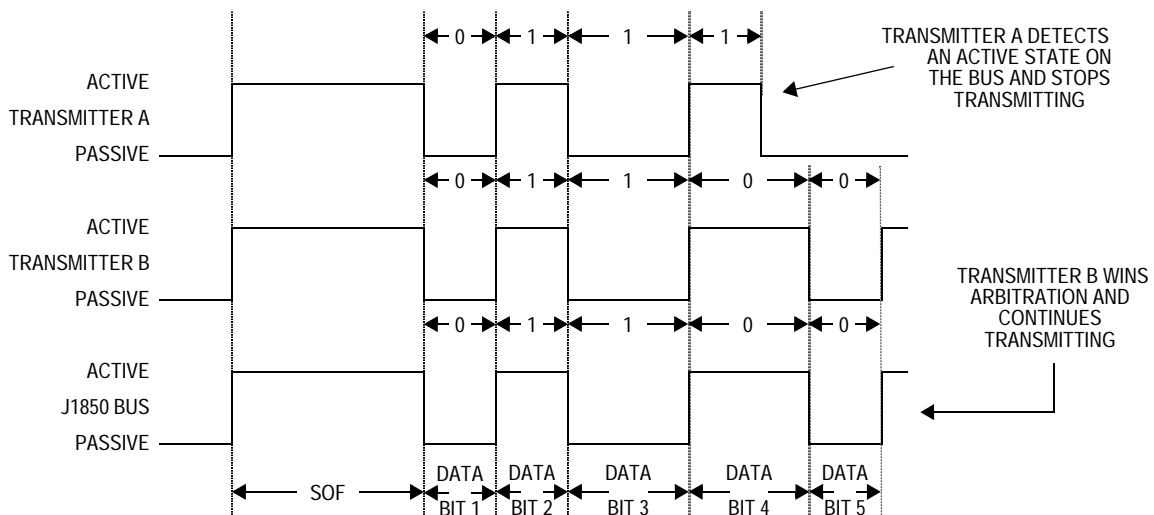 0 1 1 1
TRANSMITTER A DETECTS
AN ACTIVE STATE ON
THE BUS AND STOPS
TRANSMITTING
ACTIVE
TRANSMITTER A
PASSIVE
0 1 1 0 0
ACTIVE
TRANSMITTER B
PASSIVE
TRANSMITTER B WINS
ARBITRATION AND
CONTINUES
TRANSMITTING
0 1 1 0 0
ACTIVE
J1850 BUS
PASSIVE
SOF
DATA
BIT 1
DATA
BIT 2
DATA
BIT 3
DATA
BIT 4
DATA
BIT 5